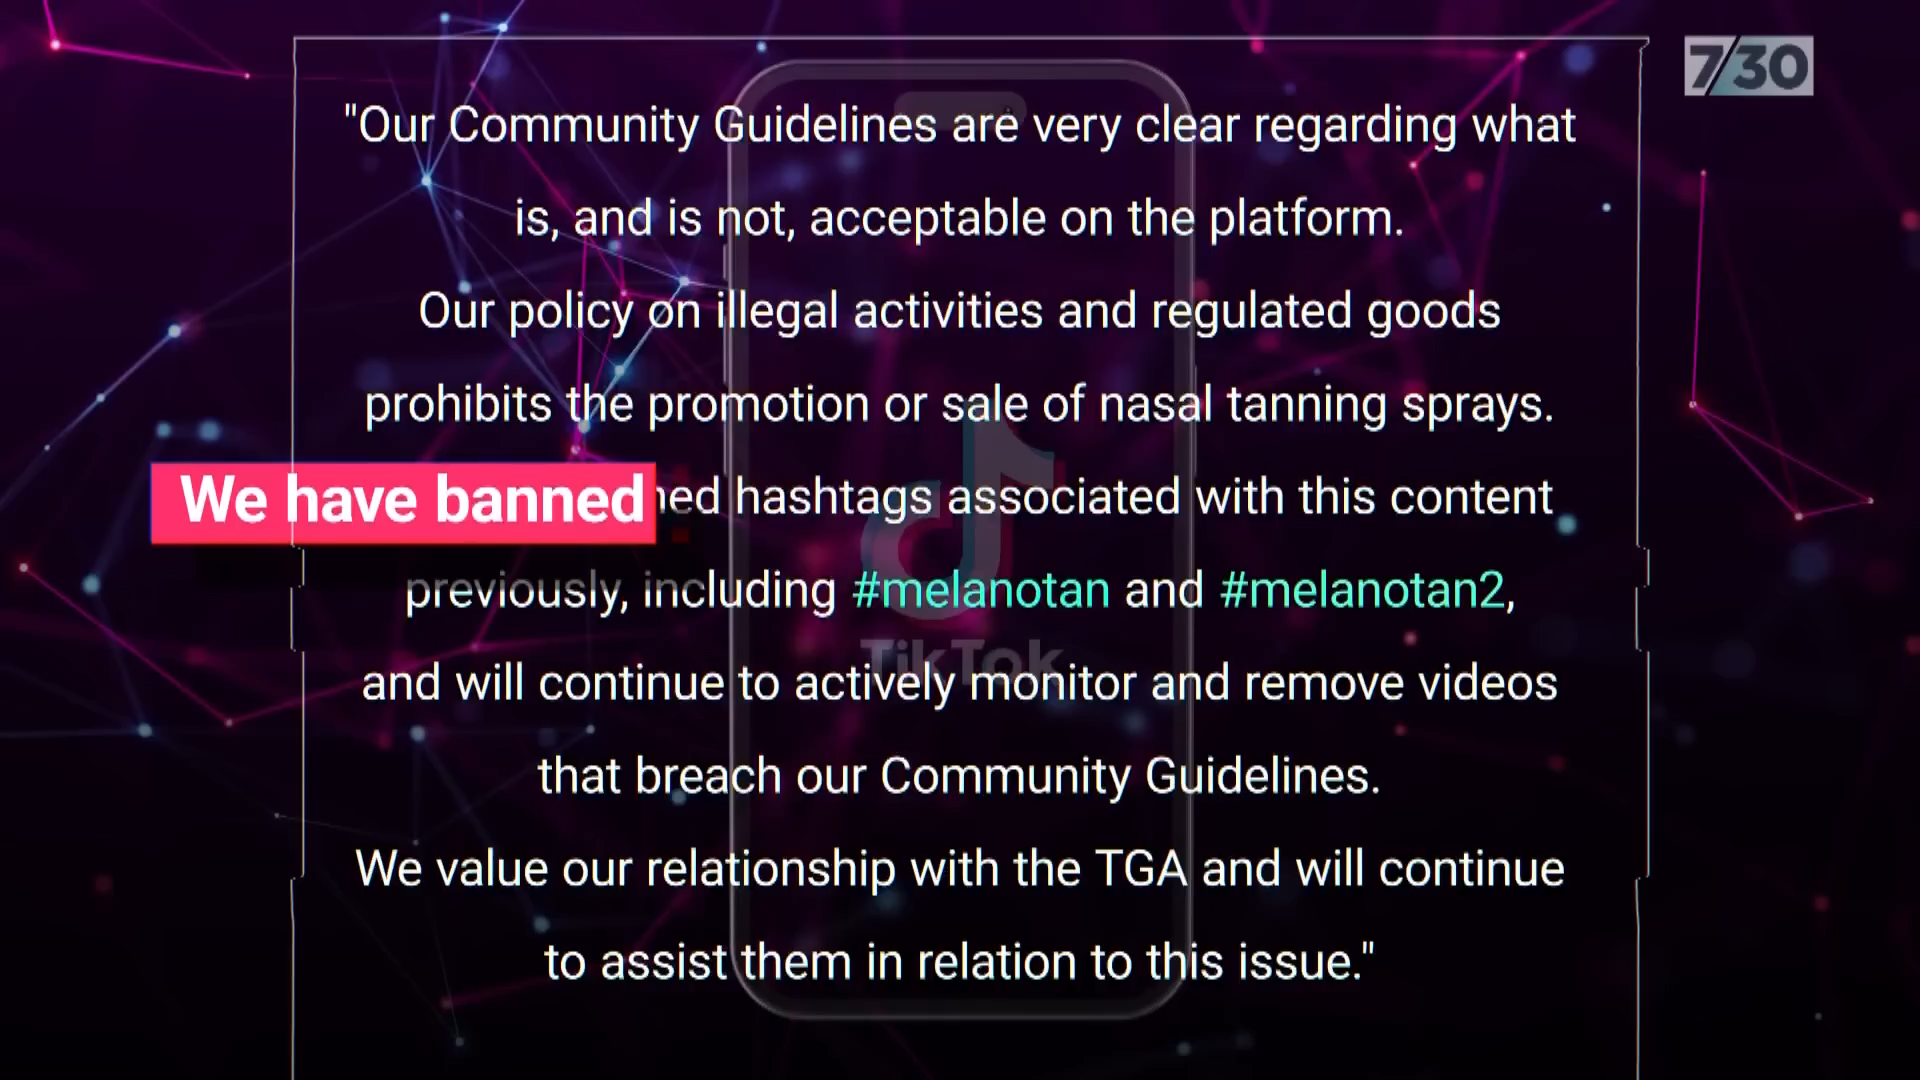 7/30
"Our Community Guidelines are very clear regarding what
is, and is not, acceptable on the platform.
Our policy on illegal activities and regulated goods
prohibits the promotion or sale of nasal tanning sprays.
We have banned ned hashtags associated with this content
previously, including #melanotan and #melanotan2,
and will continue to actively monitor and remove videos
that breach our Community Guidelines.
We value our relationship with the TGA and will continue
to assist them in relation to this issue."
TikTok